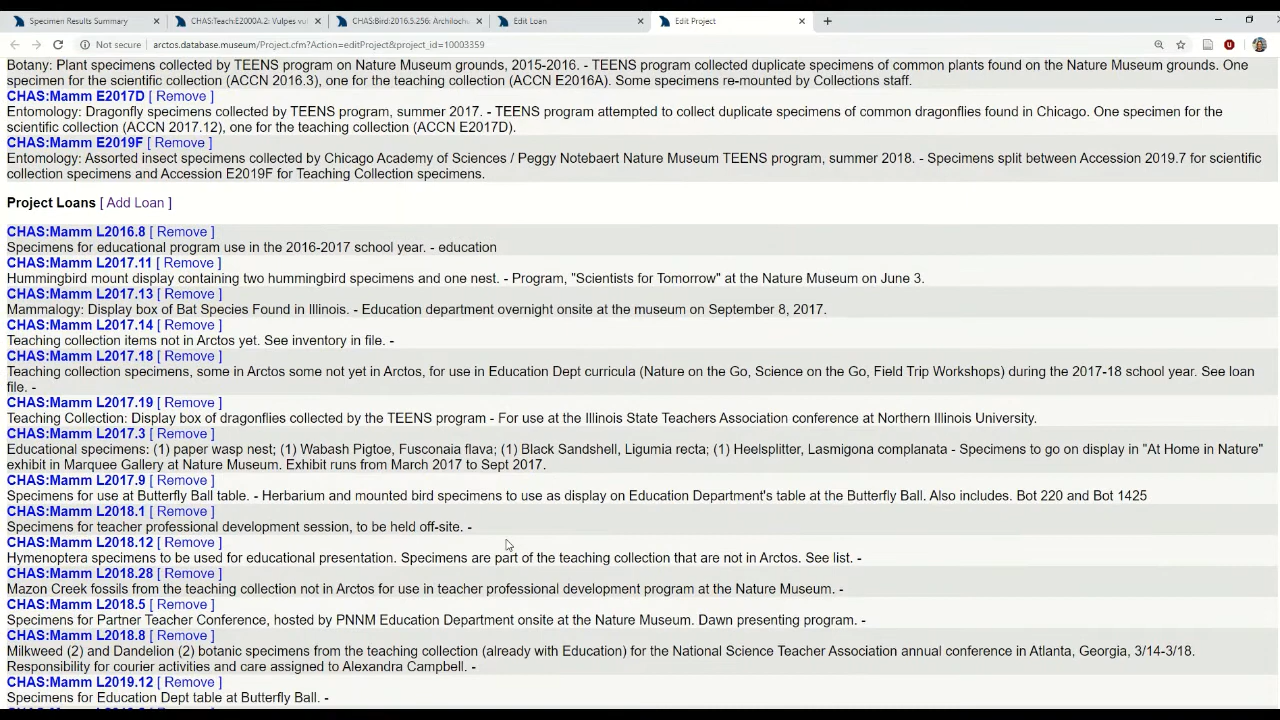 Specimen Results Summary
CHAS:Teach:E2000A.2: Vulpes vul
CHAS:Bird:2016.5.256: Archiloch
Edit Loan
Edit Project
Not secure
arctos.database.museum/Project.cfm?Action=editProject&project_id=10003359
Botany: Plant specimens collected by TEENS program on Nature Museum grounds, 2015-2016. - TEENS program collected duplicate specimens of common plants found on the Nature Museum grounds. One
specimen for the scientific collection (ACCN 2016.3), one for the teaching collection (ACCN E2016A). Some specimens re-mounted by Collections staff.
CHAS:Mamm E2017D [ Remove ]
Entomology: Dragonfly specimens collected by TEENS program, summer 2017. - TEENS program attempted to collect duplicate specimens of common dragonflies found in Chicago. One specimen for the
scientific collection (ACCN 2017.12), one for the teaching collection (ACCN E2017D).
CHAS:Mamm E2019F [ Remove ]
Entomology: Assorted insect specimens collected by Chicago Academy of Sciences / Peggy Notebaert Nature Museum TEENS program, summer 2018. - Specimens split between Accession 2019.7 for scientific
collection specimens and Accession E2019F for Teaching Collection specimens.
Project Loans [ Add Loan ]
CHAS:Mamm L2016.8 [ Remove ]
Specimens for educational program use in the 2016-2017 school year. - education
CHAS:Mamm L2017.11 [ Remove ]
Hummingbird mount display containing two hummingbird specimens and one nest. - Program, "Scientists for Tomorrow" at the Nature Museum on June 3.
CHAS:Mamm L2017.13 [ Remove ]
Mammalogy: Display box of Bat Species Found in Illinois. - Education department overnight onsite at the museum on September 8, 2017.
CHAS:Mamm L2017.14 [ Remove ]
Teaching collection items not in Arctos yet. See inventory in file. -
CHAS:Mamm L2017.18 [ Remove ]
Teaching collection specimens, some in Arctos some not yet in Arctos, for use in Education Dept curricula (Nature on the Go, Science on the Go, Field Trip Workshops) during the 2017-18 school year. See loan
file. -
CHAS:Mamm L2017.19 [ Remove ]
Teaching Collection: Display box of dragonflies collected by the TEENS program - For use at the Illinois State Teachers Association conference at Northern Illinois University.
CHAS:Mamm L2017.3 [ Remove ]
Educational specimens: (1) paper wasp nest; (1) Wabash Pigtoe, Fusconaia flava; (1) Black Sandshell, Ligumia recta; (1) Heelsplitter, Lasmigona complanata - Specimens to go on display in "At Home in Nature"
exhibit in Marquee Gallery at Nature Museum. Exhibit runs from March 2017 to Sept 2017.
CHAS:Mamm L2017.9 [ Remove ]
Specimens for use at Butterfly Ball table. - Herbarium and mounted bird specimens to use as display on Education Department's table at the Butterfly Ball. Also includes. Bot 220 and Bot 1425
CHAS:Mamm L2018.1 [ Remove ]
Specimens for teacher professional development session, to be held off-site. -
CHAS:Mamm L2018.12 [ Remove ]
Hymenoptera specimens to be used for educational presentation. Specimens are part of the teaching collection that are not in Arctos. See list. -
CHAS:Mamm L2018.28 [ Remove ]
Mazon Creek fossils from the teaching collection not in Arctos for use in teacher professional development program at the Nature Museum. -
CHAS:Mamm L2018.5 [ Remove ]
Specimens for Partner Teacher Conference, hosted by PNNM Education Department onsite at the Nature Museum. Dawn presenting program. -
CHAS:Mamm L2018.8 [ Remove ]
Milkweed (2) and Dandelion (2) botanic specimens from the teaching collection (already with Education) for the National Science Teacher Association annual conference in Atlanta, Georgia, 3/14-3/18.
Responsibility for courier activities and care assigned to Alexandra Campbell. -
CHAS:Mamm L2019.12 [ Remove ]
Specimens for Education Dept table at Butterfly Ball. -